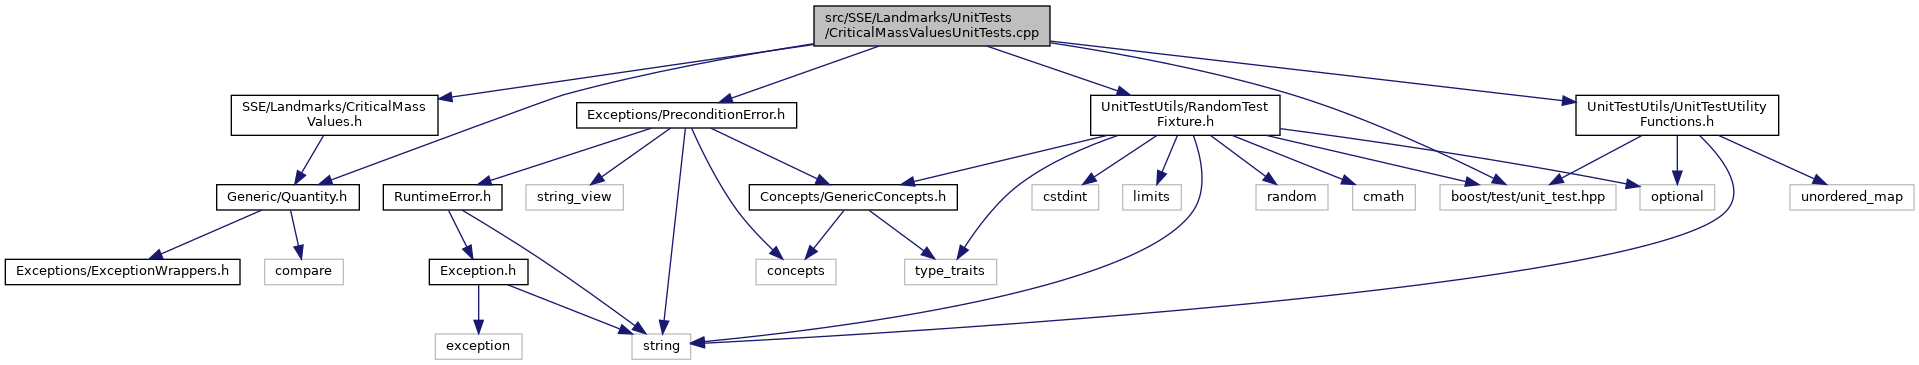 src/SSE/Landmarks/UnitTests
/CriticalMassValuesUnitTests.cpp
SSE/Landmarks/CriticalMass
Values.h
Exceptions/PreconditionError.h
UnitTestUtils/RandomTest
Fixture.h
UnitTestUtils/UnitTestUtility
Functions.h
Generic/Quantity.h
RuntimeError.h
string_view
Concepts/GenericConcepts.h
cstdint
limits
random
cmath
boost/test/unit_test.hpp
optional
unordered_map
Exceptions/ExceptionWrappers.h
compare
Exception.h
concepts
type_traits
exception
string